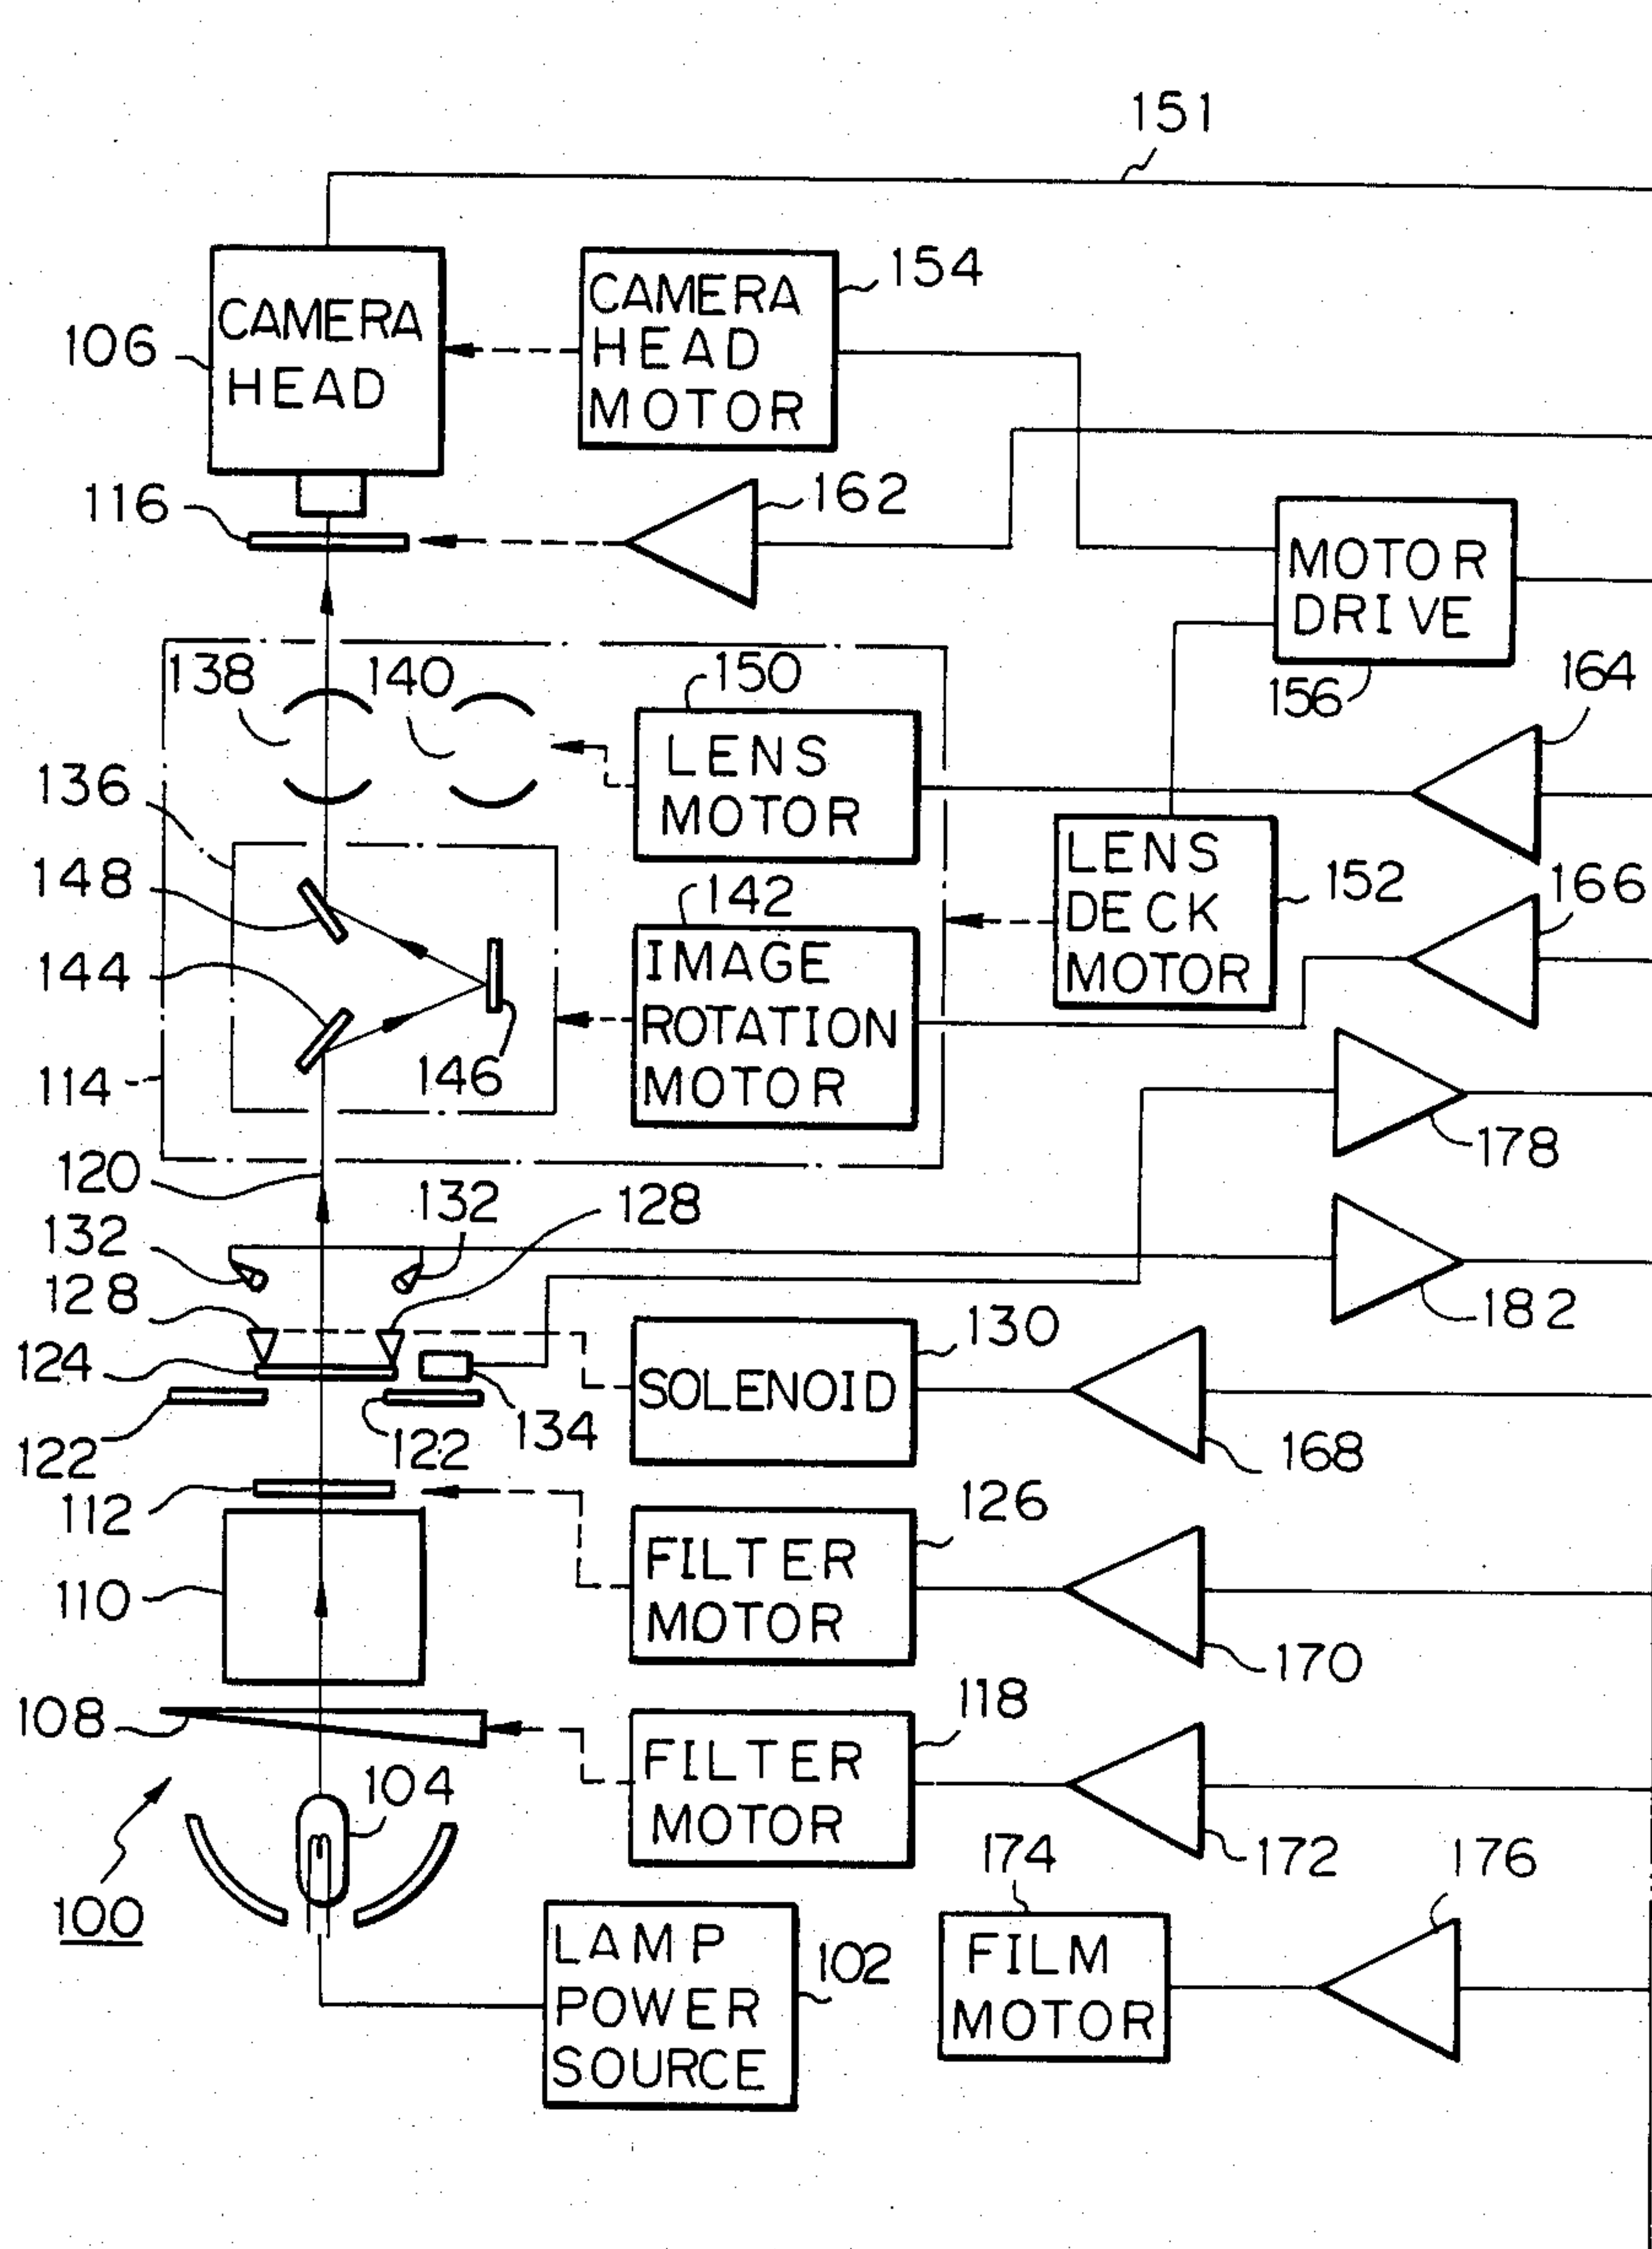 151
154
CAMERA
HEAD
106
CAMERA
HEAD
MOTOR
162
116
MOTOR
DRIVE
156
164
138
140
150
LENS
MOTOR
136
148
142
LENS
DECK
MOTOR
152
166
144
IMAGE
ROTATION
MOTOR
146
114
178
120
132
132
128
128
182
130
124
SOLENOID
122
122
134
168
112
126
FILTER
MOTOR
110
170
118
108
FILTER
MOTOR
104
172
174
176
100
LAMP
POWER
SOURCE
102
FILM
MOTOR